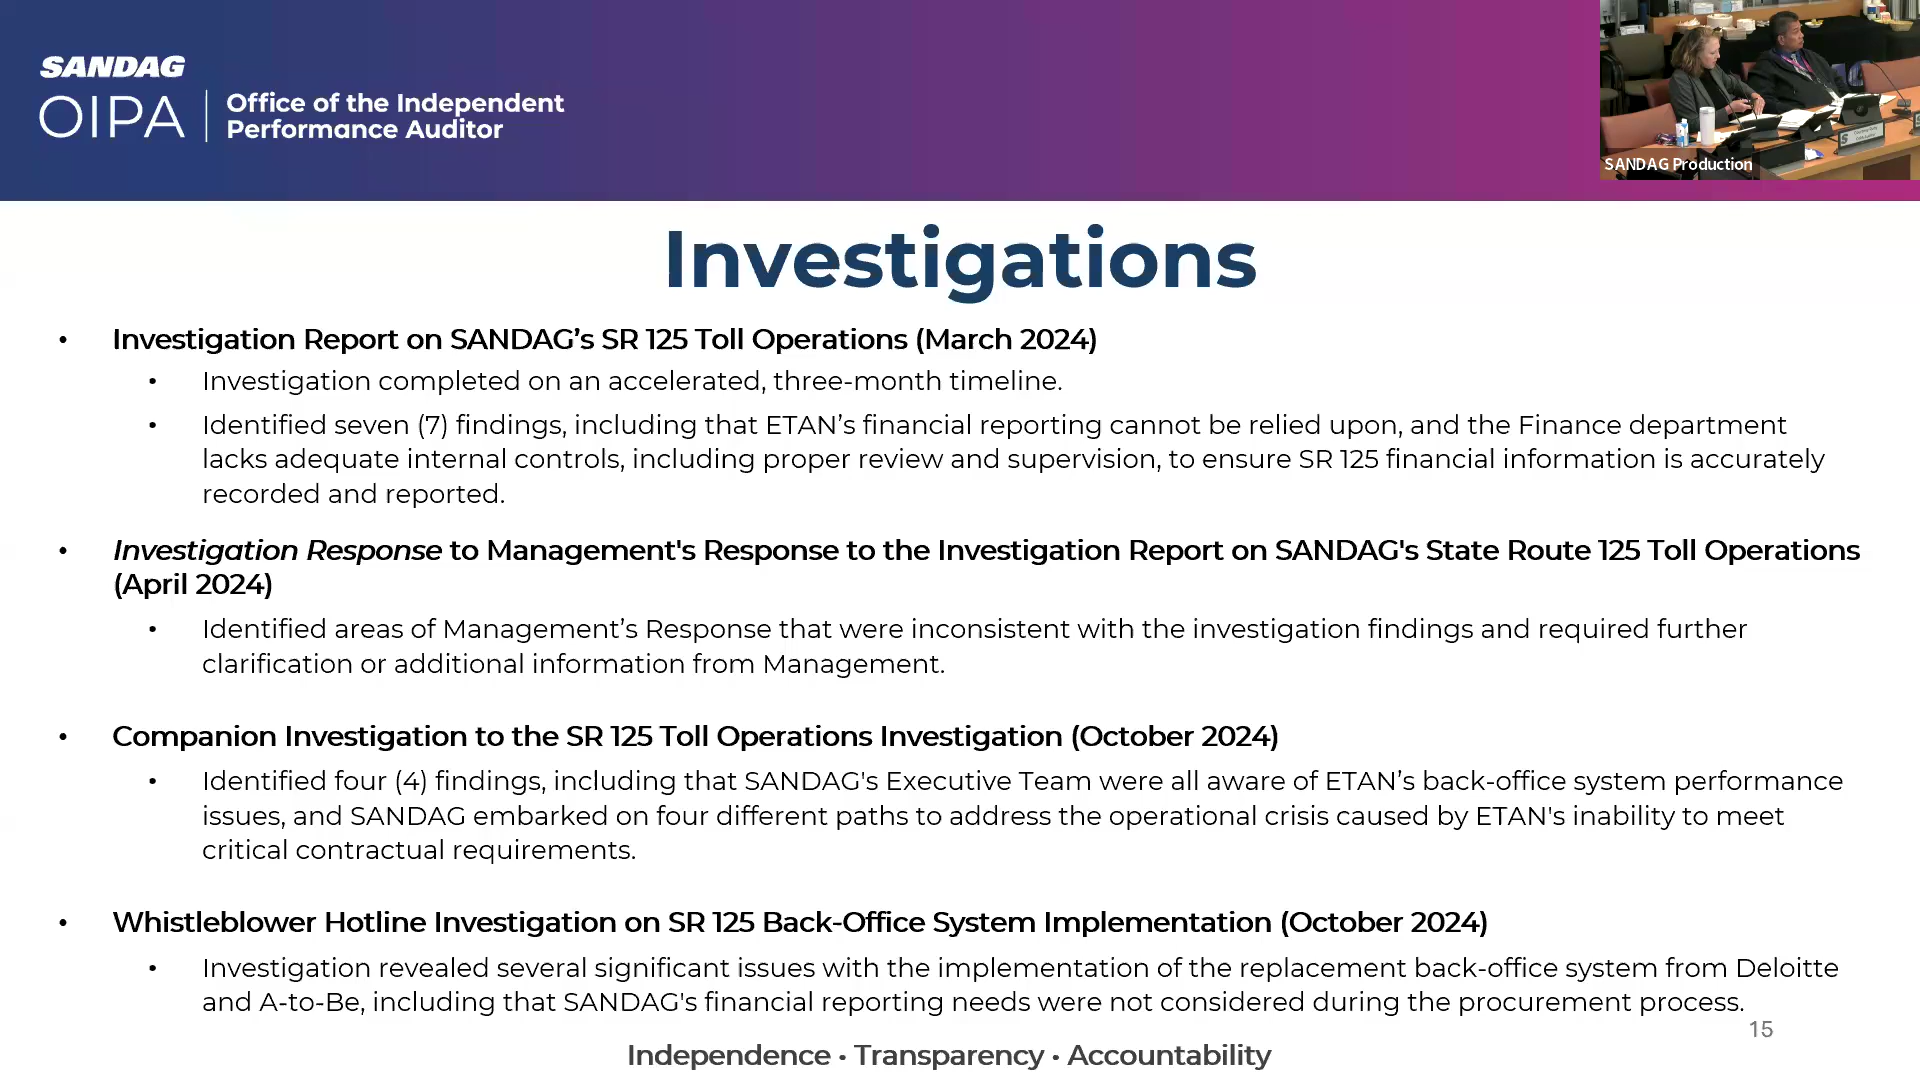 SANDAG
OIPA
Office of the Independent
Performance Auditor
SANDAG Production
Investigations
• Investigation Report on SANDAG’s SR 125 Toll Operations (March 2024)
• Investigation completed on an accelerated, three-month timeline.
• Identified seven (7) findings, including that ETAN’s financial reporting cannot be relied upon, and the Finance department
lacks adequate internal controls, including proper review and supervision, to ensure SR 125 financial information is accurately
recorded and reported.
• Investigation Response to Management's Response to the Investigation Report on SANDAG's State Route 125 Toll Operations
(April 2024)
• Identified areas of Management’s Response that were inconsistent with the investigation findings and required further
clarification or additional information from Management.
• Companion Investigation to the SR 125 Toll Operations Investigation (October 2024)
• Identified four (4) findings, including that SANDAG's Executive Team were all aware of ETAN’s back-office system performance
issues, and SANDAG embarked on four different paths to address the operational crisis caused by ETAN's inability to meet
critical contractual requirements.
• Whistleblower Hotline Investigation on SR 125 Back-Office System Implementation (October 2024)
• Investigation revealed several significant issues with the implementation of the replacement back-office system from Deloitte
and A-to-Be, including that SANDAG's financial reporting needs were not considered during the procurement process.
15
Independence • Transparency • Accountability